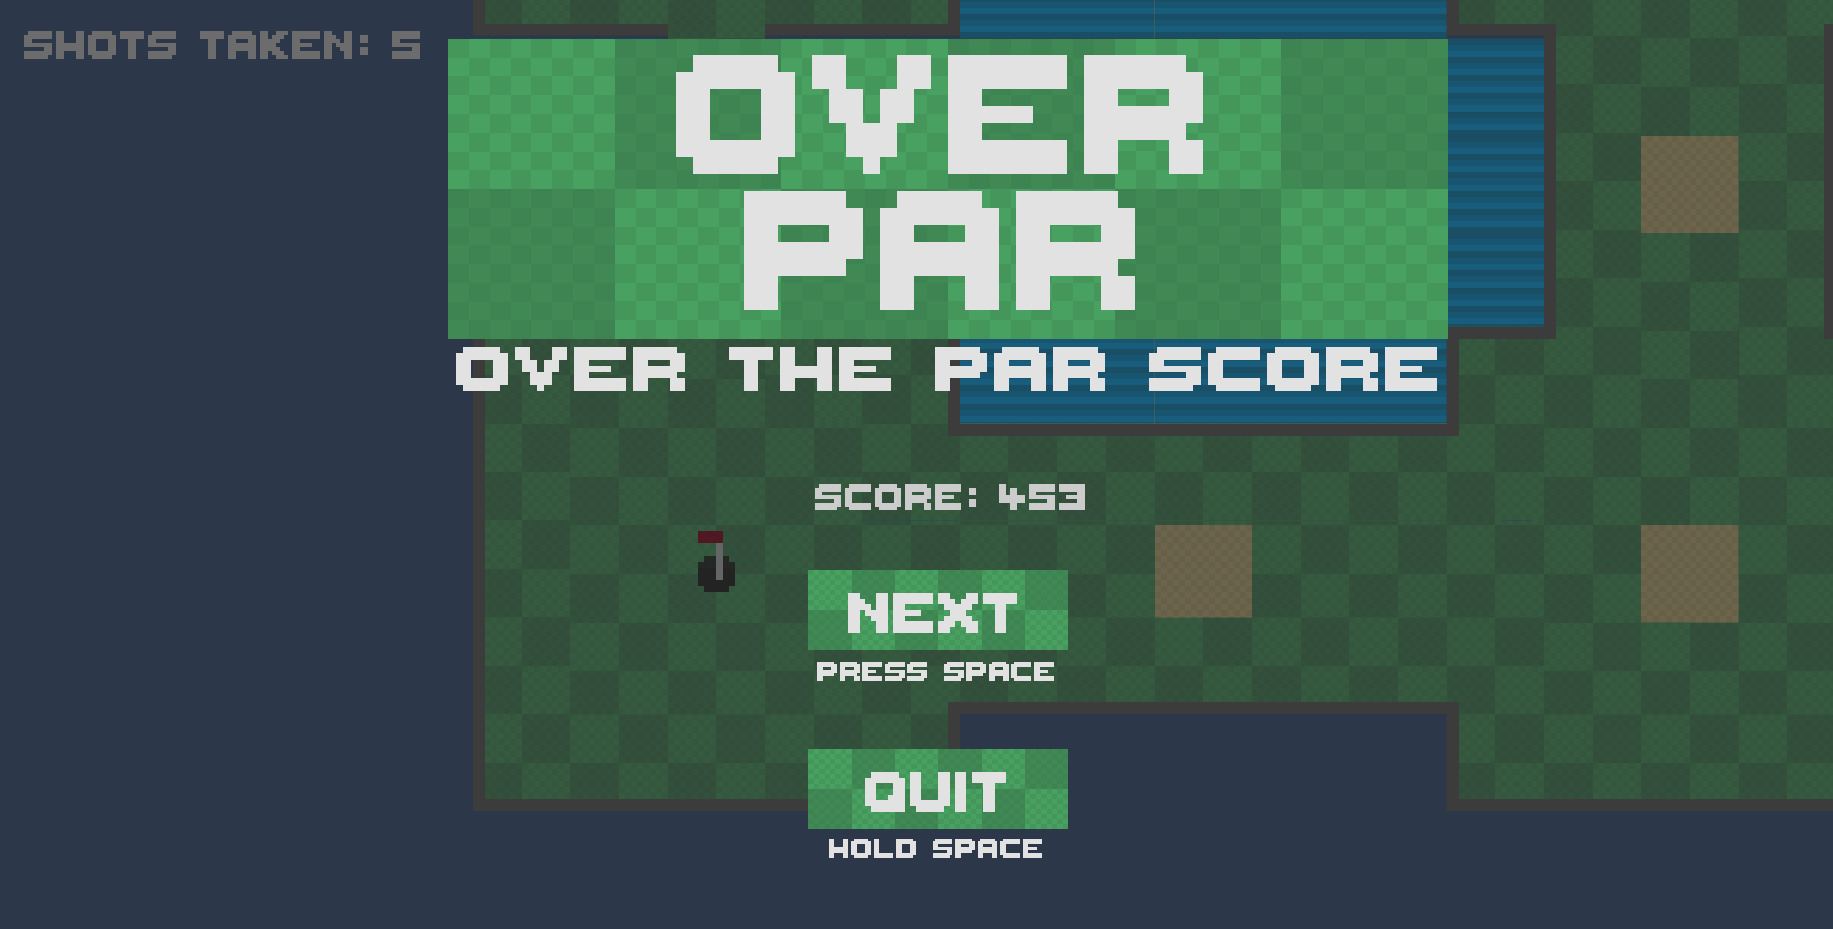 SHOTS TAKEN: 5
OVER
PAR
OVER THE PAR SCORE
SCORE: 453
NEXT
PRESS SPACE
QUIT
HOLD SPACE